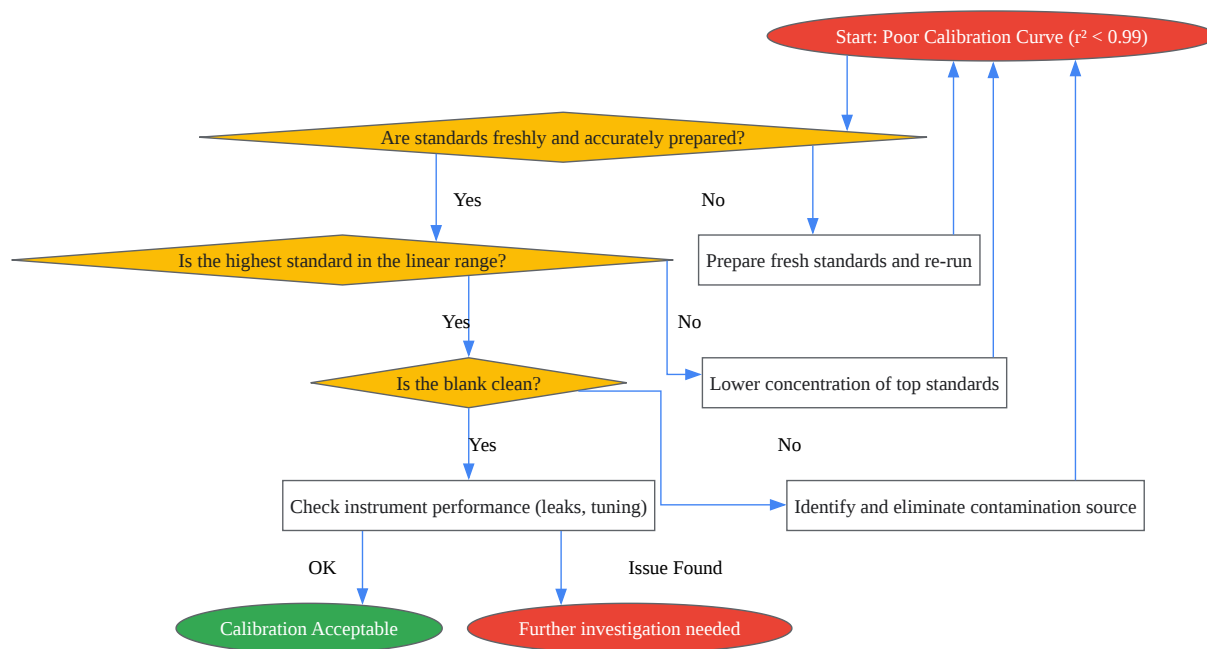 Start: Poor Calibration Curve (r² < 0.99)
Are standards freshly and accurately prepared?
Yes
No
Is the highest standard in the linear range?
Prepare fresh standards and re-run
Yes
No
Is the blank clean?
Lower concentration of top standards
Yes
No
Check instrument performance (leaks, tuning)
Identify and eliminate contamination source
OK
Issue Found
Calibration Acceptable
Further investigation needed